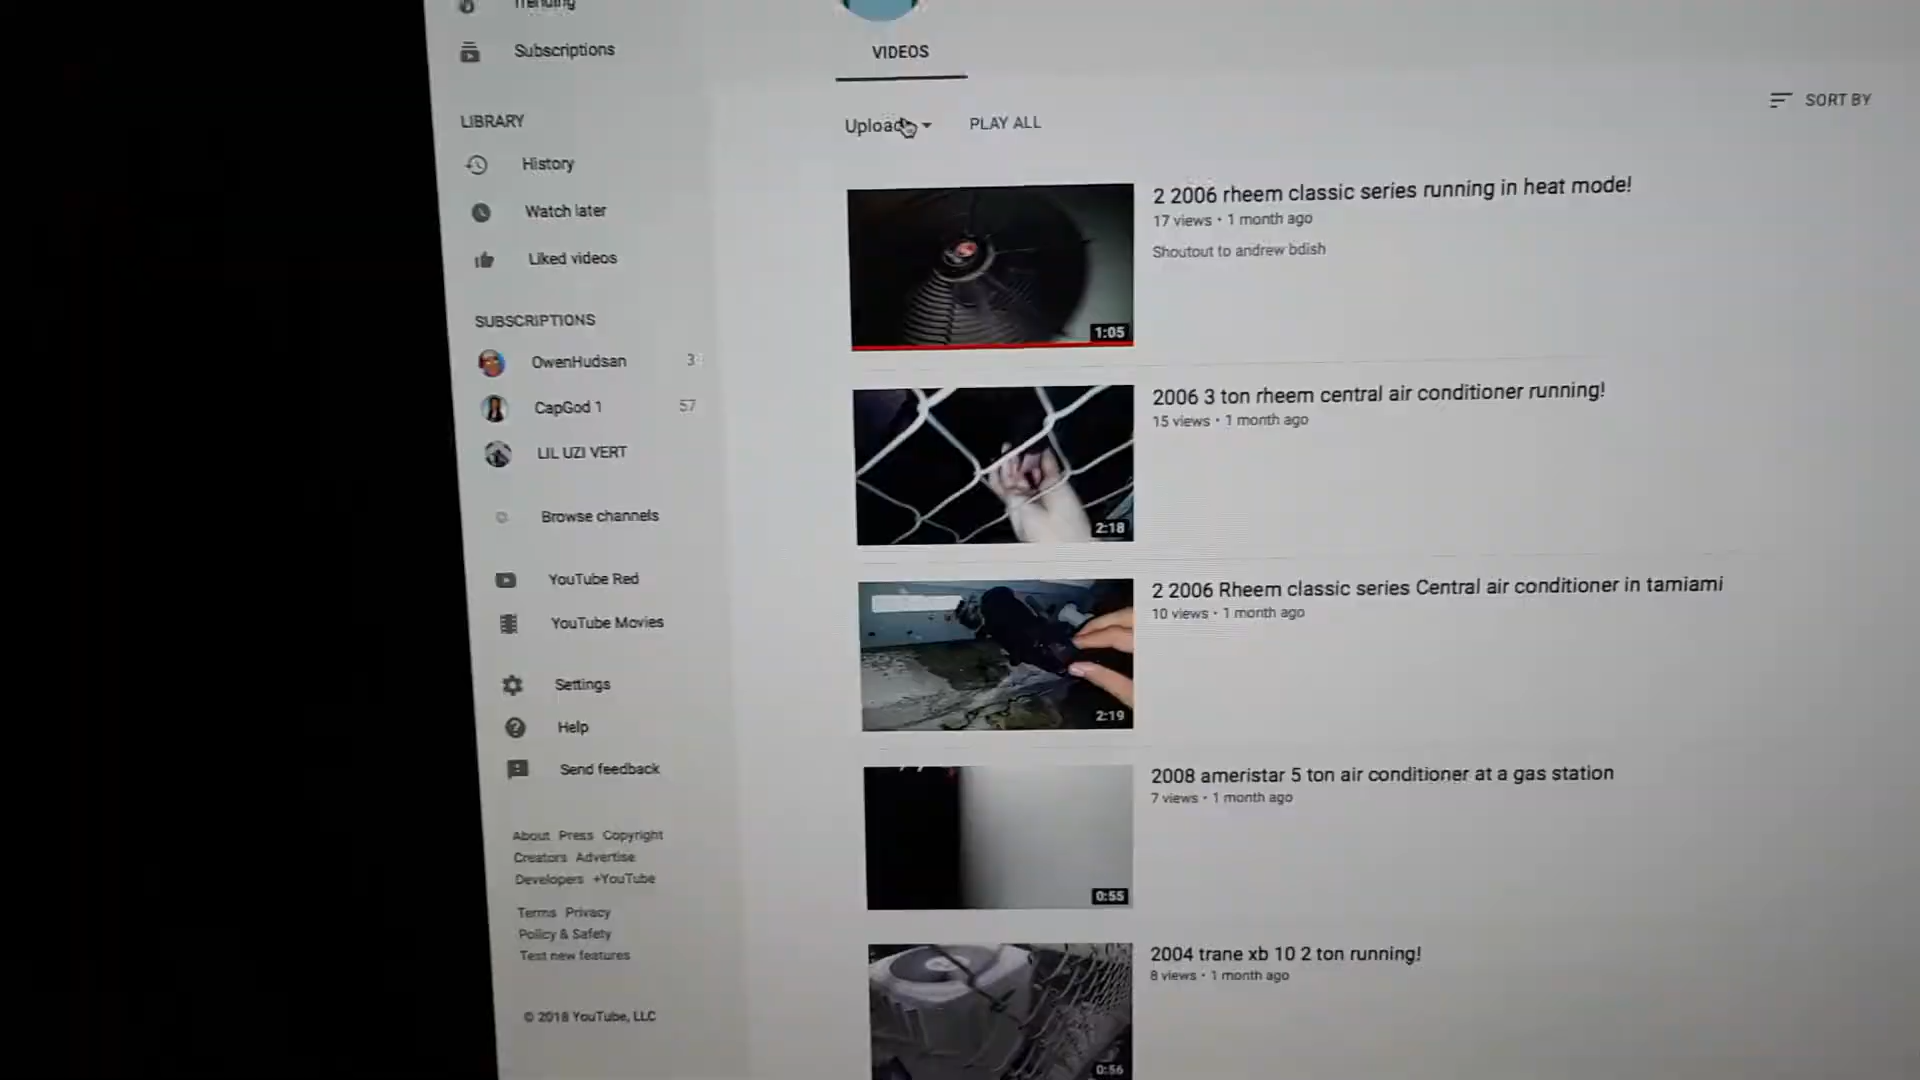 Trending
Subscriptions
LIBRARY
History
Watch later
Liked videos
SUBSCRIPTIONS
OwenHudsan 3
CapGod 1 57
LIL UZI VERT
Browse channels
YouTube Red
YouTube Movies
Settings
Help
Send feedback
About Press Copyright
Creators Advertise
Developers +YouTube
Terms Privacy
Policy & Safety
Test new features
© 2018 YouTube, LLC
VIDEOS
Uploads PLAY ALL
SORT BY
2 2006 rheem classic series running in heat mode!
17 views • 1 month ago
Shoutout to andrew bdish
1:05
2006 3 ton rheem central air conditioner running!
15 views • 1 month ago
2:18
2 2006 Rheem classic series Central air conditioner in tamiami
10 views • 1 month ago
2:19
2008 ameristar 5 ton air conditioner at a gas station
7 views • 1 month ago
0:55
2004 trane xb 10 2 ton running!
8 views • 1 month ago
0:56